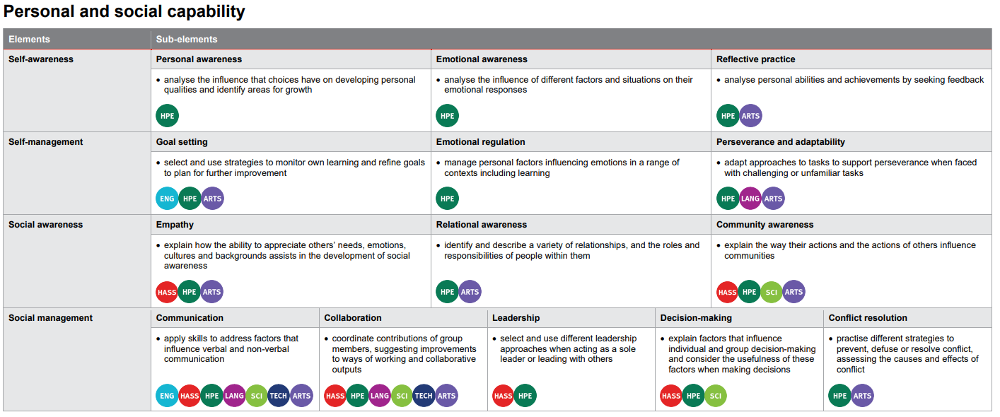 Personal and social capability
Elements
Sub-elements
Self-awareness
Personal awareness
• analyse the influence that choices have on developing personal
qualities and identify areas for growth
HPE
Emotional awareness
• analyse the influence of different factors and situations on their
emotional responses
HPE
Reflective practice
• analyse personal abilities and achievements by seeking feedback
HPE ARTS
Self-management
Goal setting
• select and use strategies to monitor own learning and refine goals
to plan for further improvement
ENG HPE ARTS
Emotional regulation
• manage personal factors influencing emotions in a range of
contexts including learning
HPE
Perseverance and adaptability
• adapt approaches to tasks to support perseverance when faced
with challenging or unfamiliar tasks
HPE LANG ARTS
Social awareness
Empathy
• explain how the ability to appreciate others’ needs, emotions,
cultures and backgrounds assists in the development of social
awareness
HASS HPE ARTS
Relational awareness
• identify and describe a variety of relationships, and the roles and
responsibilities of people within them
HPE ARTS
Community awareness
• explain the way their actions and the actions of others influence
communities
HASS HPE SCI ARTS
Social management
Communication
• apply skills to address factors that
influence verbal and non-verbal
communication
ENG HASS HPE LANG SCI TECH ARTS
Collaboration
• coordinate contributions of group
members, suggesting improvements
to ways of working and collaborative
outputs
HASS HPE LANG SCI TECH ARTS
Leadership
• select and use different leadership
approaches when acting as a sole
leader or leading with others
HASS HPE
Decision-making
• explain factors that influence
individual and group decision-making
and consider the usefulness of these
factors when making decisions
HASS HPE SCI
Conflict resolution
• practise different strategies to
prevent, defuse or resolve conflict,
assessing the causes and effects of
conflict
HPE ARTS